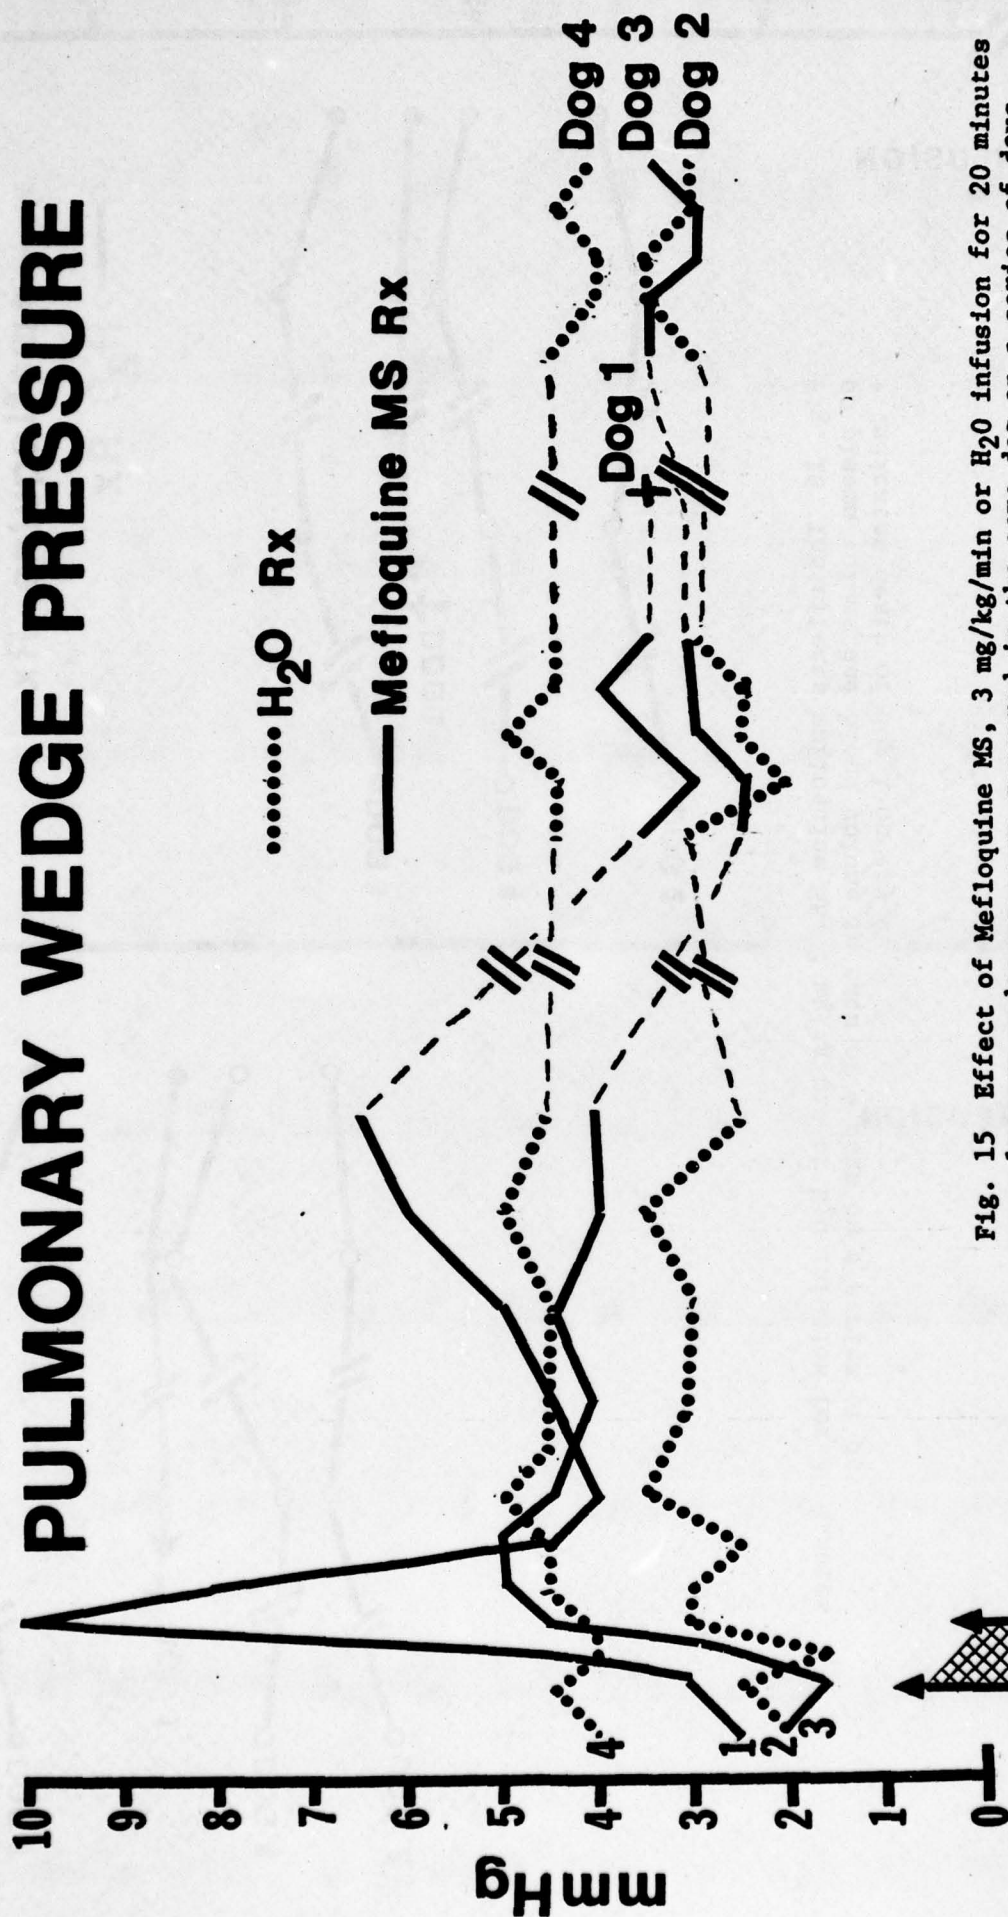 PULMONARY WEDGE PRESSURE
H₂O Rx
Mefloquine MS Rx
mmHg
10
9
8
7
6
5
4
3
2
1
0
4
1
2
3
Dog 1
Dog 4
Dog 3
Dog 2
Fig. 15 Effect of Mefloquine MS, 3 mg/kg/min or H₂O infusion for 20 minutes